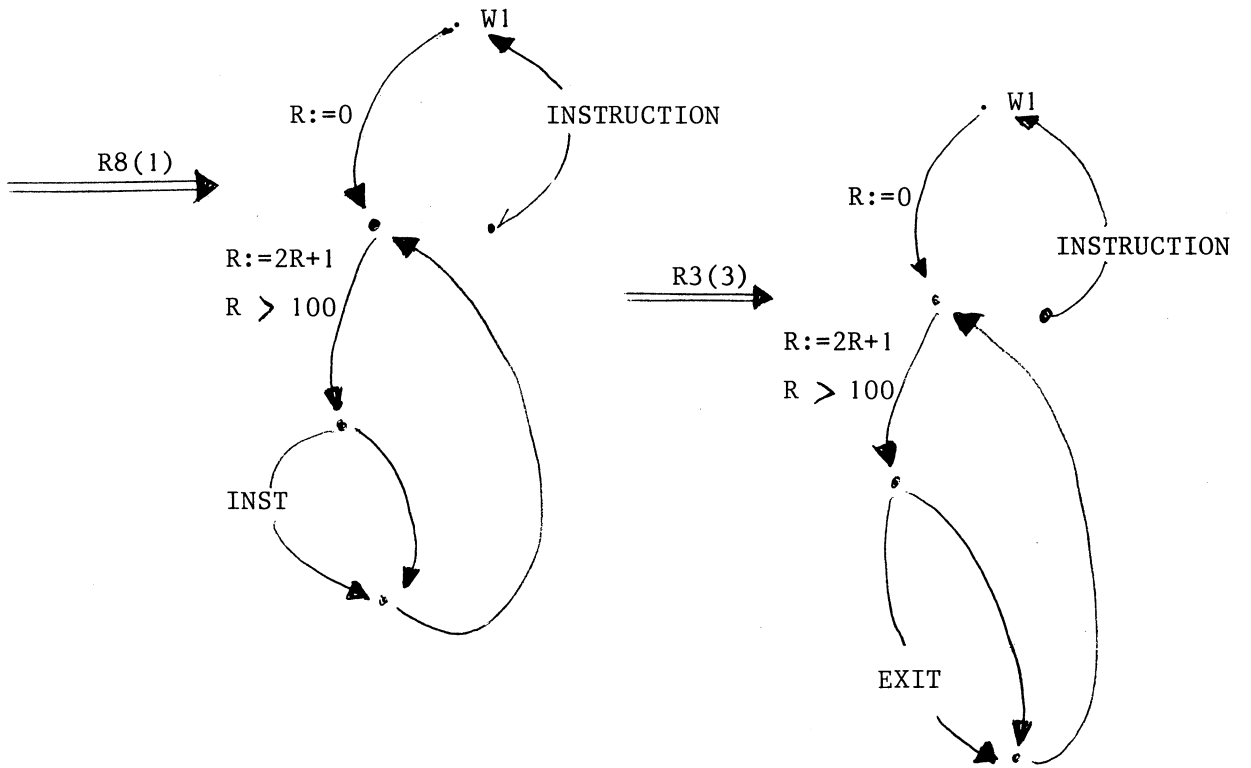 W1
R:=0
INSTRUCTION
R8(1)
R:=2R+1
R > 100
INST
W1
R:=0
INSTRUCTION
R3(3)
R:=2R+1
R > 100
EXIT